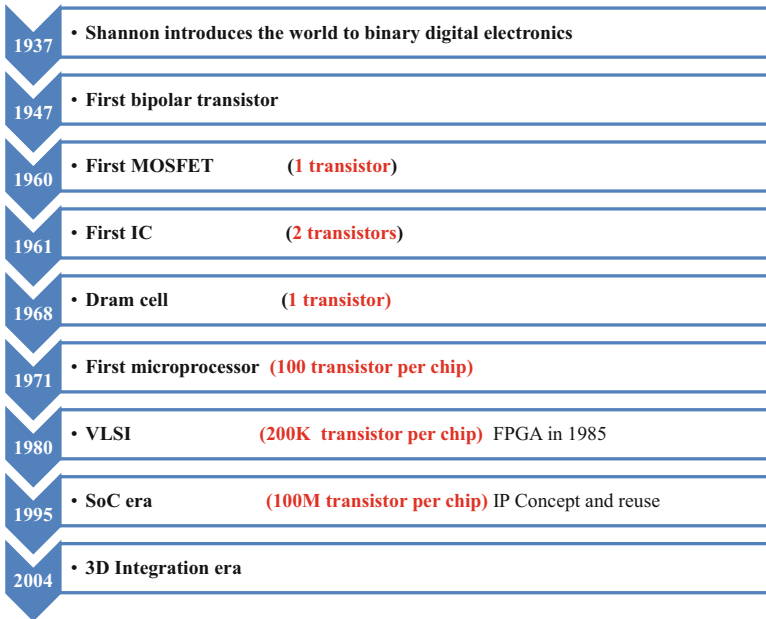 1937 • Shannon introduces the world to binary digital electronics
1947 • First bipolar transistor
1960 • First MOSFET (1 transistor)
1961 • First IC (2 transistors)
1968 • Dram cell (1 transistor)
1971 • First microprocessor (100 transistor per chip)
1980 • VLSI (200K transistor per chip) FPGA in 1985
1995 • SoC era (100M transistor per chip) IP Concept and reuse
2004 • 3D Integration era